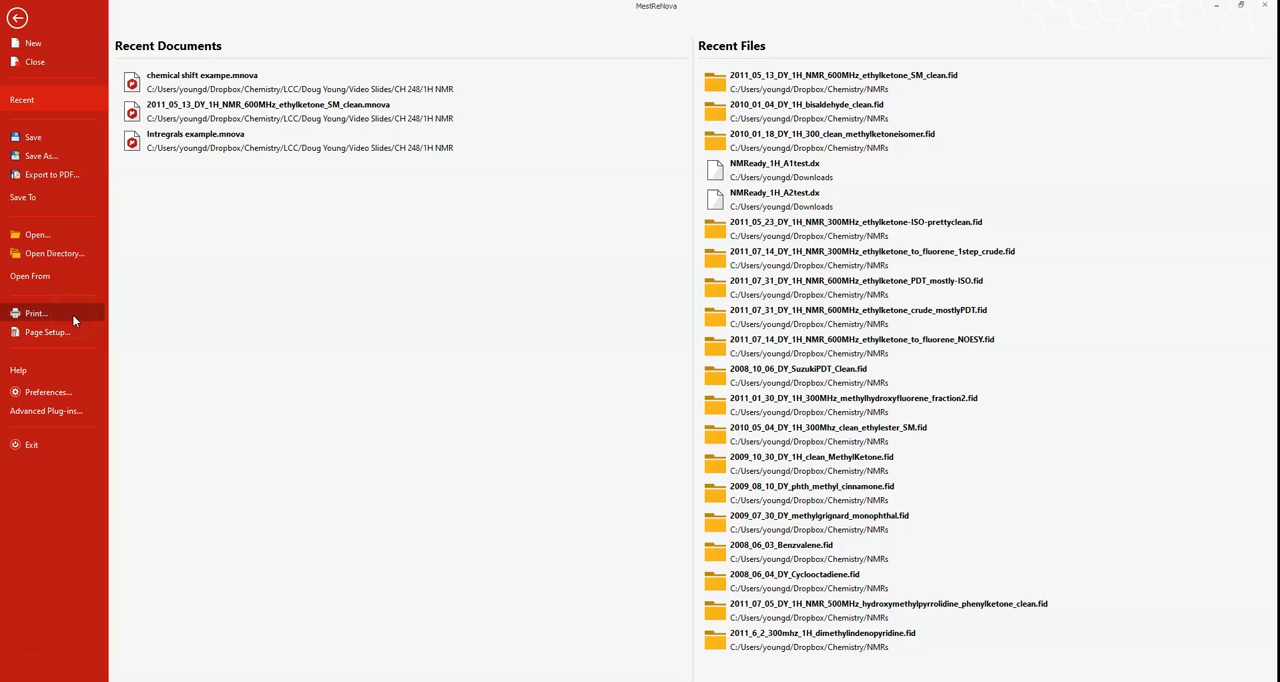 MestReNova
New
Close
Recent
Save
Save As...
Export to PDF...
Save To
Open...
Open Directory...
Open From
Print...
Page Setup...
Help
Preferences...
Advanced Plug-ins...
Exit
Recent Documents
chemical shift exampe.mnova
C:/Users/youngd/Dropbox/Chemistry/LCC/Doug Young/Video Slides/CH 248/1H NMR
2011_05_13_DY_1H_NMR_600MHz_ethylketone_SM_clean.mnova
C:/Users/youngd/Dropbox/Chemistry/LCC/Doug Young/Video Slides/CH 248/1H NMR
Intregrals example.mnova
C:/Users/youngd/Dropbox/Chemistry/LCC/Doug Young/Video Slides/CH 248/1H NMR
Recent Files
2011_05_13_DY_1H_NMR_600MHz_ethylketone_SM_clean.fid
C:/Users/youngd/Dropbox/Chemistry/NMRs
2010_01_04_DY_1H_bisaldehyde_clean.fid
C:/Users/youngd/Dropbox/Chemistry/NMRs
2010_01_18_DY_1H_300_clean_methylketoneisomer.fid
C:/Users/youngd/Dropbox/Chemistry/NMRs
NMReady_1H_A1test.dx
C:/Users/youngd/Downloads
NMReady_1H_A2test.dx
C:/Users/youngd/Downloads
2011_05_23_DY_1H_NMR_300MHz_ethylketone-ISO-prettyclean.fid
C:/Users/youngd/Dropbox/Chemistry/NMRs
2011_07_14_DY_1H_NMR_300MHz_ethylketone_to_fluorene_1step_crude.fid
C:/Users/youngd/Dropbox/Chemistry/NMRs
2011_07_31_DY_1H_NMR_600MHz_ethylketone_PDT_mostly-ISO.fid
C:/Users/youngd/Dropbox/Chemistry/NMRs
2011_07_31_DY_1H_NMR_600MHz_ethylketone_crude_mostlyPDT.fid
C:/Users/youngd/Dropbox/Chemistry/NMRs
2011_07_14_DY_1H_NMR_600MHz_ethylketone_to_fluorene_NOESY.fid
C:/Users/youngd/Dropbox/Chemistry/NMRs
2008_10_06_DY_SuzukiPDT_Clean.fid
C:/Users/youngd/Dropbox/Chemistry/NMRs
2011_01_30_DY_1H_300MHz_methylhydroxyfluorene_fraction2.fid
C:/Users/youngd/Dropbox/Chemistry/NMRs
2010_05_04_DY_1H_300Mhz_clean_ethylester_SM.fid
C:/Users/youngd/Dropbox/Chemistry/NMRs
2009_10_30_DY_1H_clean_MethylKetone.fid
C:/Users/youngd/Dropbox/Chemistry/NMRs
2009_08_10_DY_phth_methyl_cinnamone.fid
C:/Users/youngd/Dropbox/Chemistry/NMRs
2009_07_30_DY_methylgrignard_monophthal.fid
C:/Users/youngd/Dropbox/Chemistry/NMRs
2008_06_03_Benzvalene.fid
C:/Users/youngd/Dropbox/Chemistry/NMRs
2008_06_04_DY_Cyclooctadiene.fid
C:/Users/youngd/Dropbox/Chemistry/NMRs
2011_07_05_DY_1H_NMR_500MHz_hydroxymethylpyrrolidine_phenylketone_clean.fid
C:/Users/youngd/Dropbox/Chemistry/NMRs
2011_6_2_300mhz_1H_dimethylindenopyridine.fid
C:/Users/youngd/Dropbox/Chemistry/NMRs